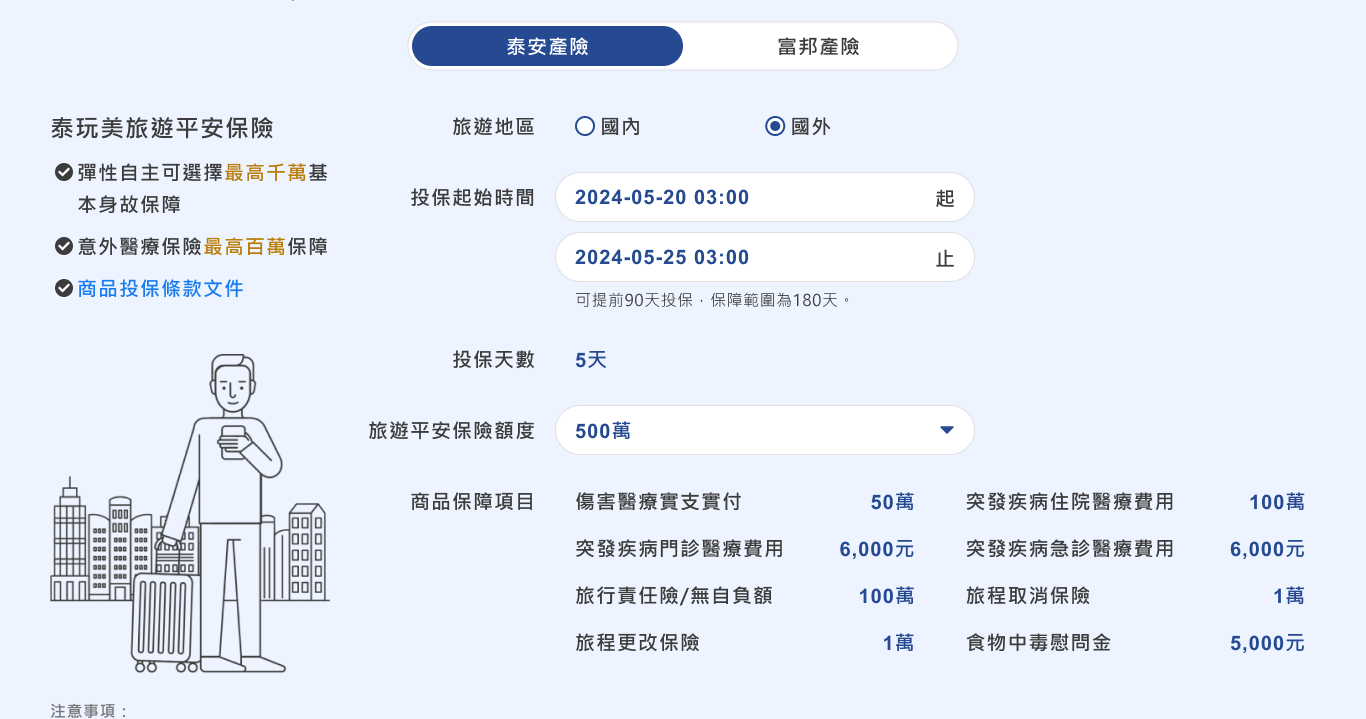 泰安產險
富邦產險
泰玩美旅遊平安保險
彈性自主可選擇最高千萬基
本身故保障
意外醫療保險最高百萬保障
商品投保條款文件
旅遊地區
國內
國外
投保起始時間
2024-05-20 03:00
起
2024-05-25 03:00
止
可提前90天投保，保障範圍為180天。
投保天數
5天
旅遊平安保險額度
500萬
商品保障項目
傷害醫療實支實付
50萬
突發疾病住院醫療費用
100萬
突發疾病門診醫療費用
6,000元
突發疾病急診醫療費用
6,000元
旅行責任險/無自負額
100萬
旅程取消保險
1萬
旅程更改保險
1萬
食物中毒慰問金
5,000元
注意事項：